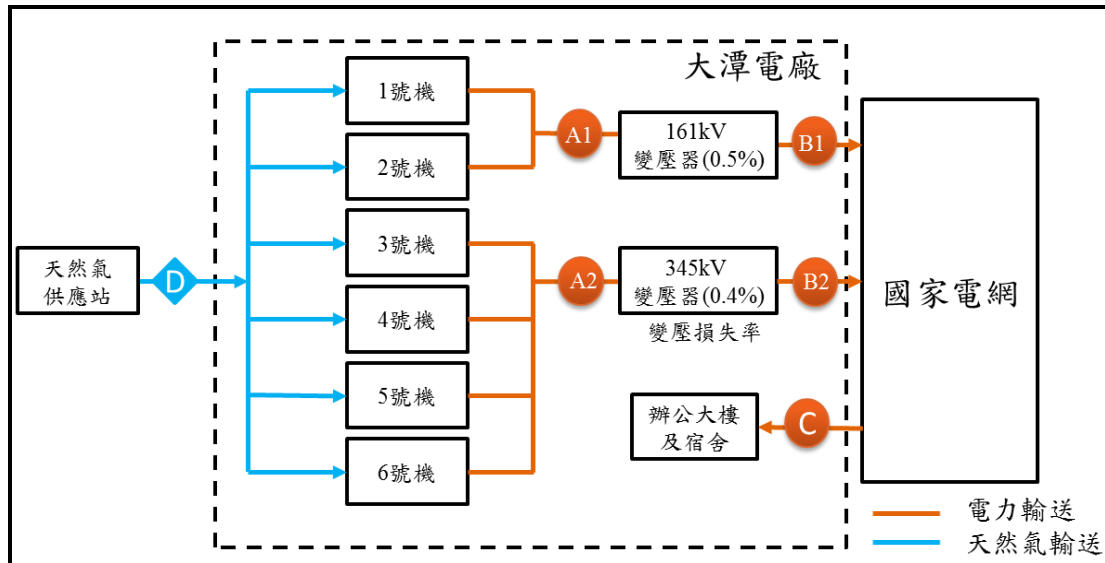 大潭電廠
1號機
2號機
3號機
4號機
5號機
6號機
天然氣
供應站
D
A1
161kV
變壓器(0.5%)
B1
A2
345kV
變壓器(0.4%)
變壓損失率
B2
國家電網
辦公大樓
及宿舍
C
電力輸送
天然氣輸送